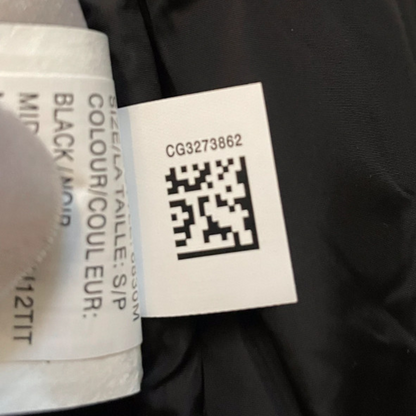 CG3273862
SIZE/LA TAILLE: S/P
COLOUR/COULEUR:
BLACK/NOIR